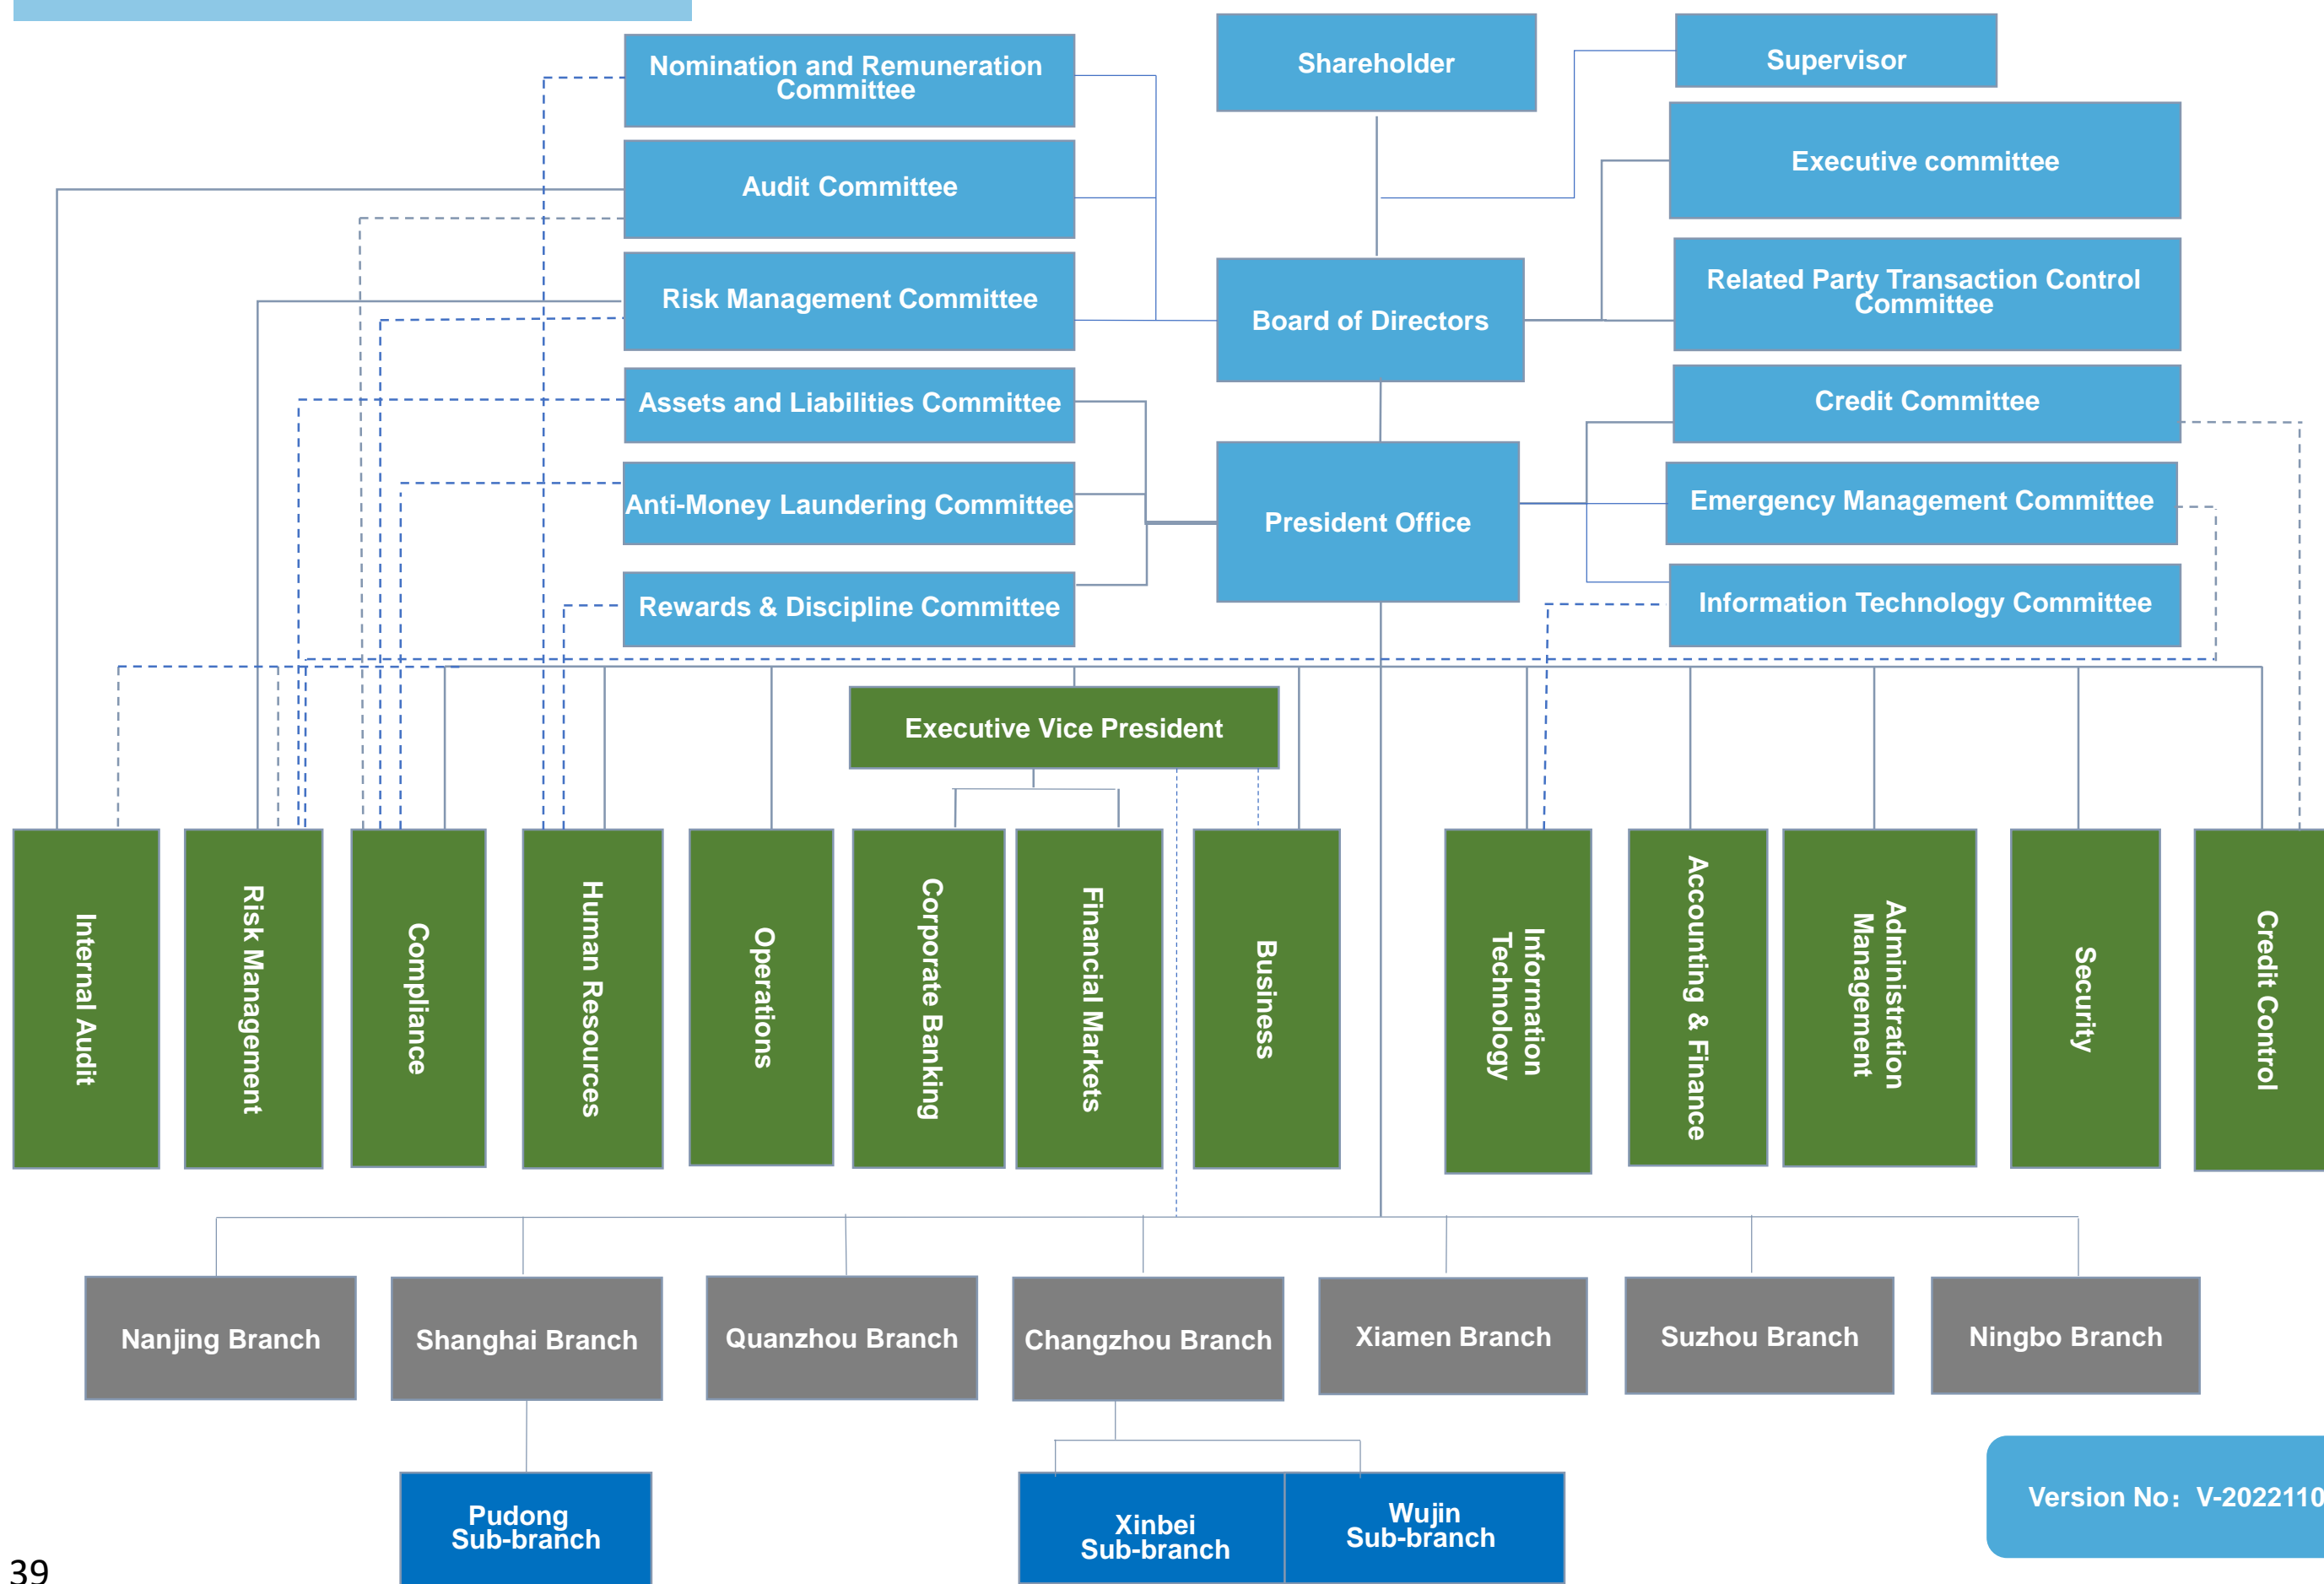 Nomination and Remuneration
Committee
Shareholder
Supervisor
Audit Committee
Executive committee
Risk Management Committee
Board of Directors
Related Party Transaction Control
Committee
Assets and Liabilities Committee
Credit Committee
Anti-Money Laundering Committee
President Office
Emergency Management Committee
Rewards & Discipline Committee
Information Technology Committee
Executive Vice President
Internal Audit
Risk Management
Compliance
Human Resources
Operations
Corporate Banking
Financial Markets
Business
Information
Technology
Accounting & Finance
Administration
Management
Security
Credit Control
Nanjing Branch
Shanghai Branch
Quanzhou Branch
Changzhou Branch
Xiamen Branch
Suzhou Branch
Ningbo Branch
Pudong
Sub-branch
Xinbei
Sub-branch
Wujin
Sub-branch
Version No：V-2022110
39